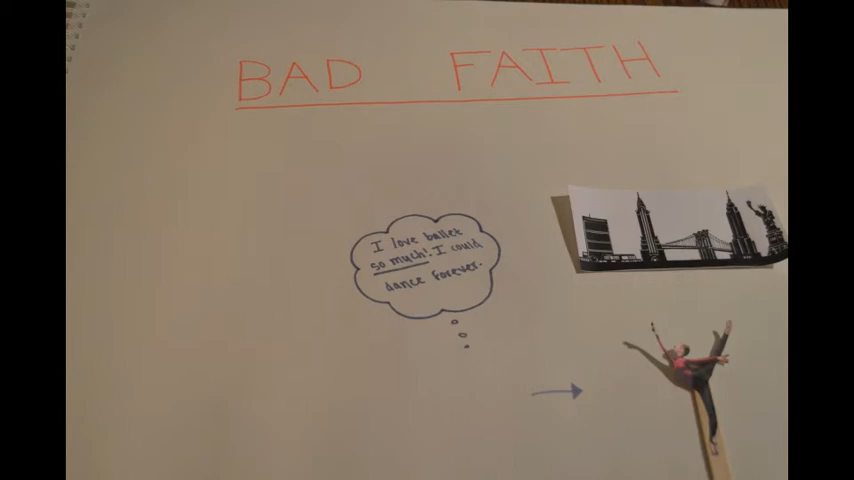 BAD FAITH
I love ballet
so much! I could
dance forever.